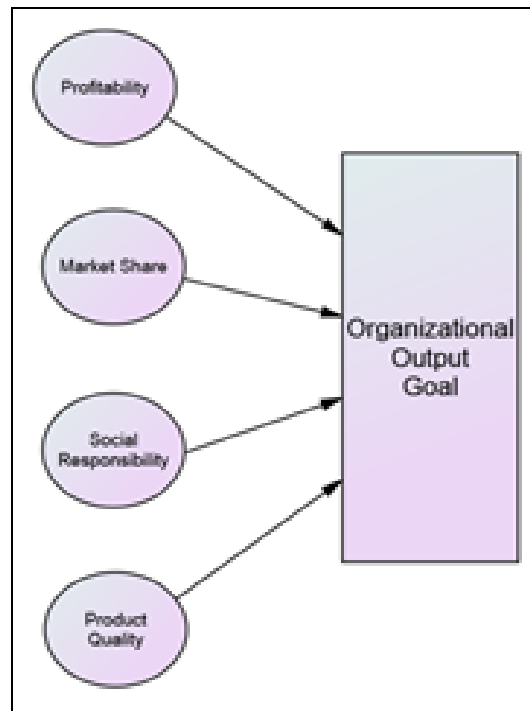 Profitability
Market Share
Social
Responsibility
Product
Quality
Organizational
Output
Goal